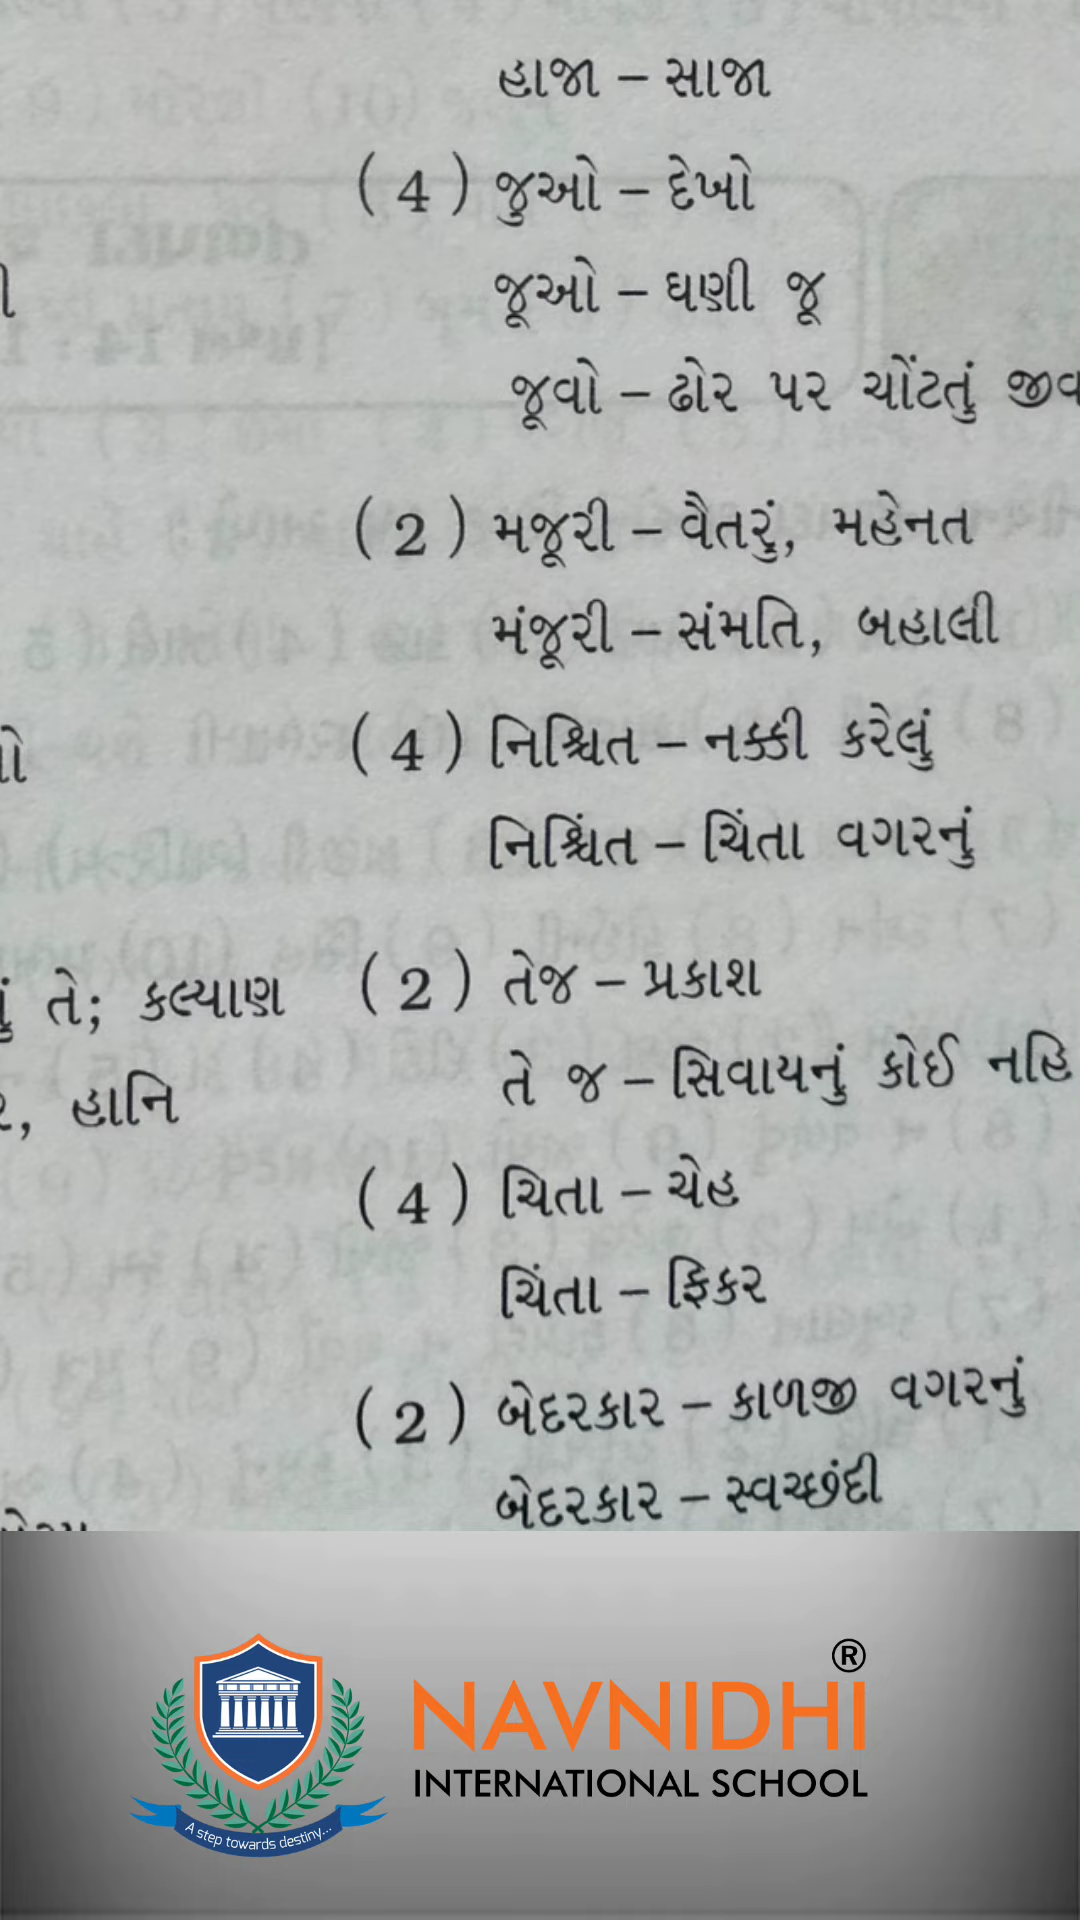 હાજા – સાજા
( 4 ) જુઓ – દેખો
જૂઓ – ઘણી જૂ
જૂવો – ઢોર પર ચોંટતું જીવ
( 2 ) મજૂરી – વૈતરું, મહેનત
મંજૂરી – સંમતિ, બહાલી
( 4 ) નિશ્ચિત – નક્કી કરેલું
નિશ્ચિંત – ચિંતા વગરનું
તે; કલ્યાણ
( 2 ) તેજ – પ્રકાશ
તે જ – સિવાયનું કોઈ નહિ
, હાનિ
( 4 ) ચિતા – ચેહ
ચિંતા – ફિકર
( 2 ) બેદરકાર – કાળજી વગરનું
બેદરકાર – સ્વચ્છંદી
NAVNIDHI ®
INTERNATIONAL SCHOOL
A step towards destiny...